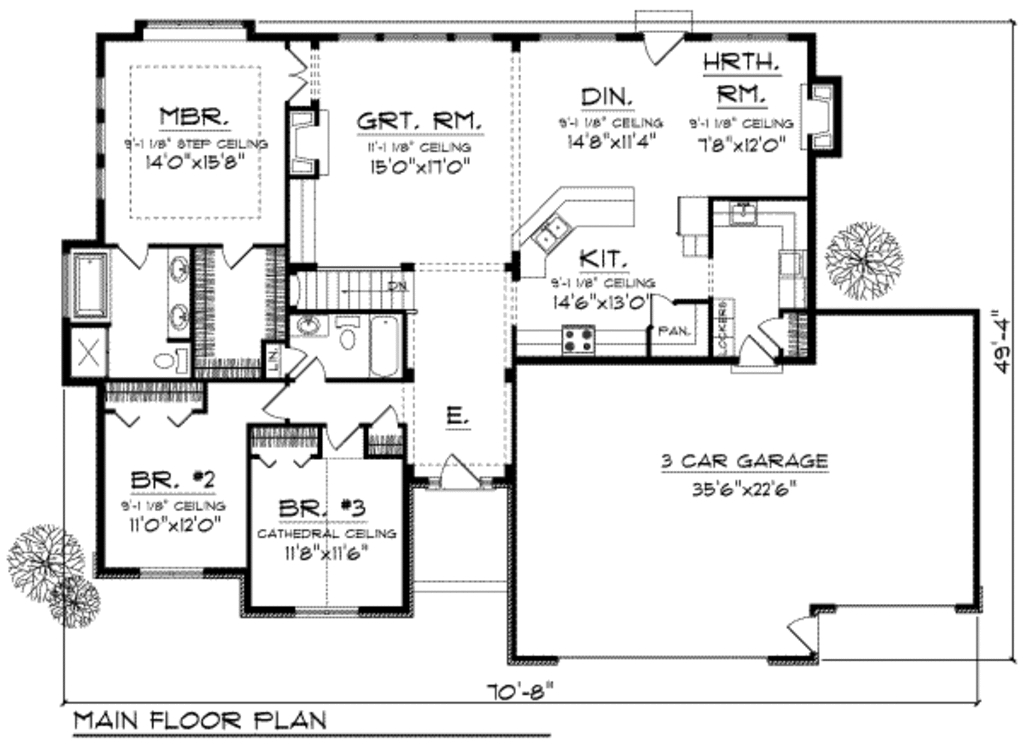 MBR.
9'-1 1/8" STEP CEILING
14'0"x15'8"
GRT. RM.
11'-1 1/8" CEILING
15'0"x17'0"
DIN.
9'-1 1/8" CEILING
14'8"x11'4"
HRTH.
RM.
9'-1 1/8" CEILING
7'8"x12'0"
KIT.
9'-1 1/8" CEILING
14'6"x13'0"
DN.
PAN.
LOCKERS
LIN.
E.
BR. #2
9'-1 1/8" CEILING
11'0"x12'0"
BR. #3
CATHEDRAL CEILING
11'8"x11'6"
3 CAR GARAGE
35'6"x22'6"
49'-4"
70'-8"
MAIN FLOOR PLAN